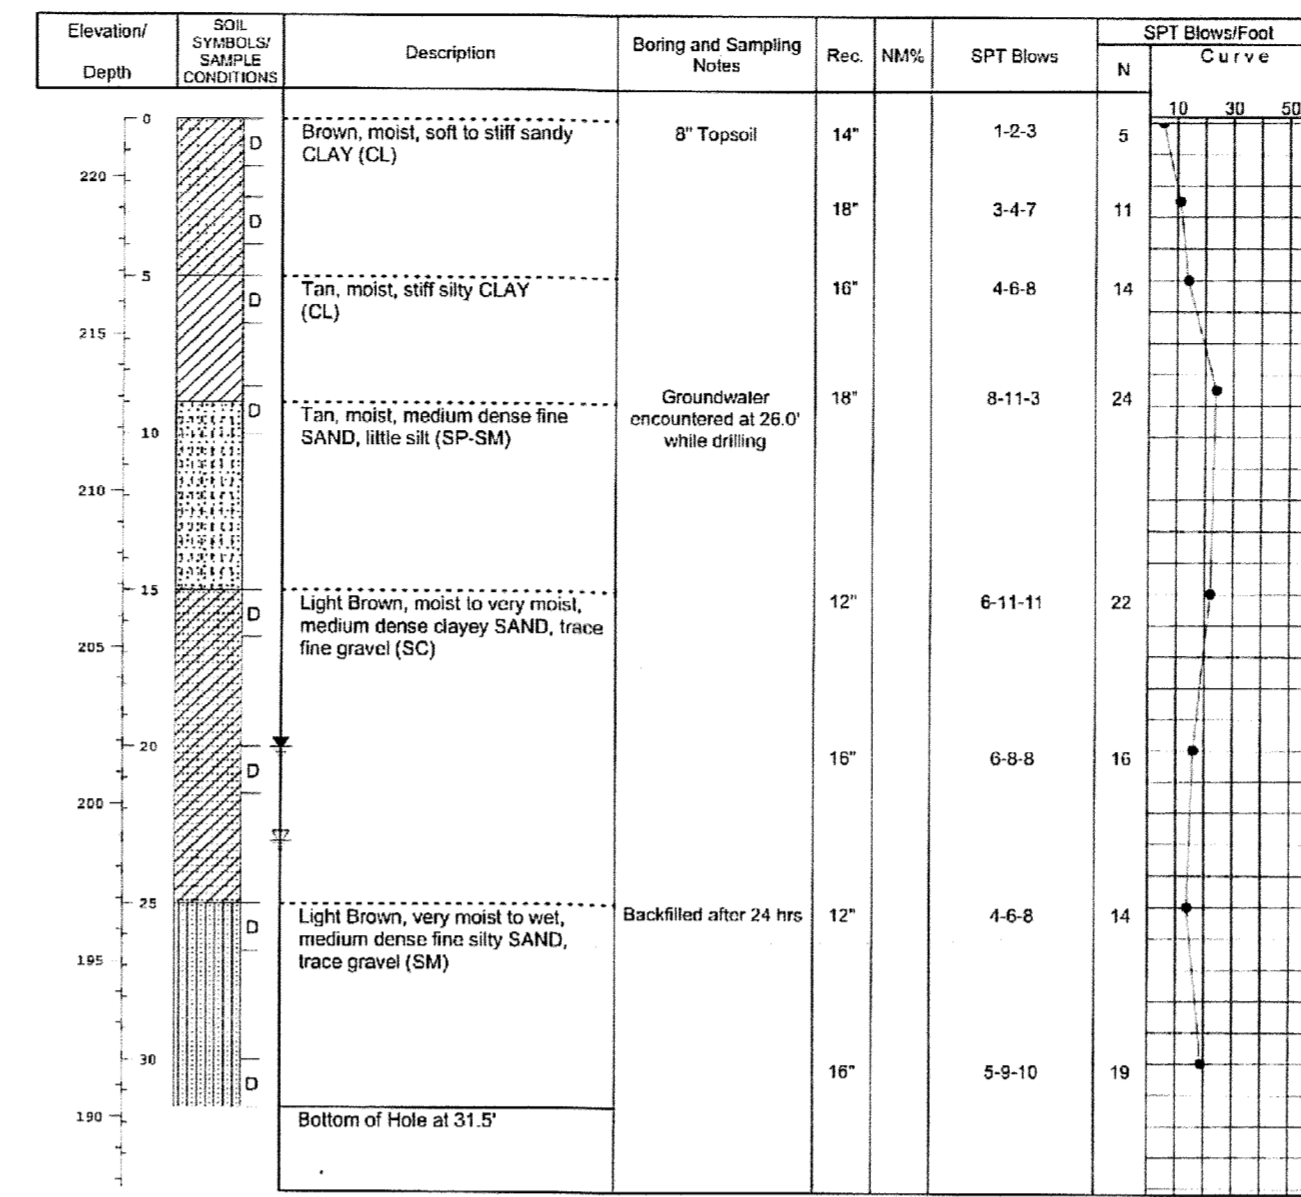 Elevation/
Depth
SOIL
SYMBOLS/
SAMPLE
CONDITIONS
Description
Boring and Sampling
Notes
Rec.
NM%
SPT Blows
SPT Blows/Foot
N
Curve
10 30 50
0
D
Brown, moist, soft to stiff sandy
CLAY (CL)
8" Topsoil
14"
1-2-3
5
220
D
18"
3-4-7
11
5
D
Tan, moist, stiff silty CLAY
(CL)
16"
4-6-8
14
215
D
Tan, moist, medium dense fine
SAND, little silt (SP-SM)
Groundwater
encountered at 26.0'
while drilling
18"
8-11-3
24
10
210
15
D
Light Brown, moist to very moist,
medium dense clayey SAND, trace
fine gravel (SC)
12"
6-11-11
22
205
20
D
16"
6-8-8
16
200
25
D
Light Brown, very moist to wet,
medium dense fine silty SAND,
trace gravel (SM)
Backfilled after 24 hrs
12"
4-6-8
14
195
30
D
16"
5-9-10
19
190
Bottom of Hole at 31.5'